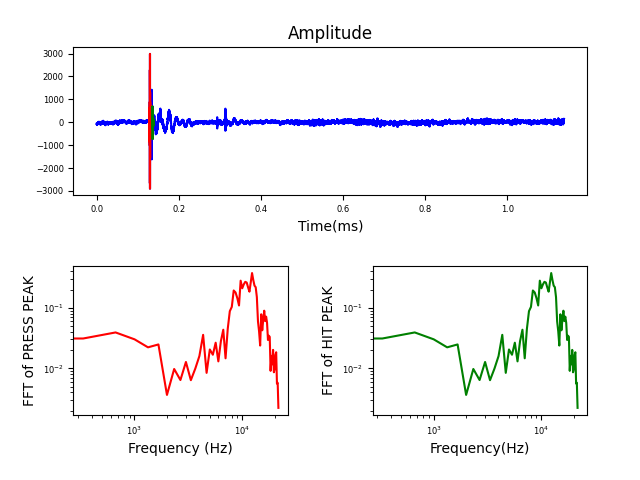 Amplitude
3000
2000
1000
0
−1000
−2000
−3000
0.0 0.2 0.4 0.6 0.8 1.0
Time(ms)
FFT of PRESS PEAK
10⁻¹
10⁻²
10³ 10⁴
Frequency (Hz)
FFT of HIT PEAK
10⁻¹
10⁻²
10³ 10⁴
Frequency(Hz)